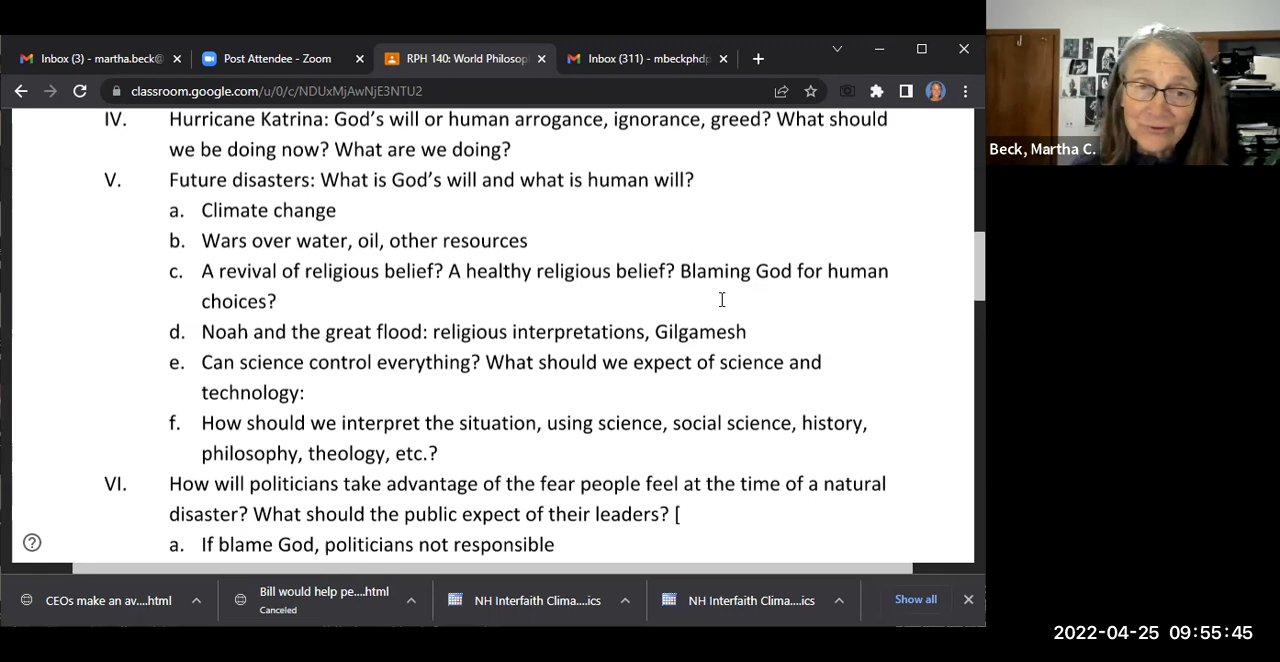 Inbox (3) - martha.beck@
Post Attendee - Zoom
RPH 140: World Philosop
Inbox (311) - mbeckphd
classroom.google.com/u/0/c/NDUxMjAwNjE3NTU2
IV. Hurricane Katrina: God's will or human arrogance, ignorance, greed? What should
we be doing now? What are we doing?
V. Future disasters: What is God's will and what is human will?
a. Climate change
b. Wars over water, oil, other resources
c. A revival of religious belief? A healthy religious belief? Blaming God for human
choices?
d. Noah and the great flood: religious interpretations, Gilgamesh
e. Can science control everything? What should we expect of science and
technology:
f. How should we interpret the situation, using science, social science, history,
philosophy, theology, etc.?
VI. How will politicians take advantage of the fear people feel at the time of a natural
disaster? What should the public expect of their leaders? [
a. If blame God, politicians not responsible
CEOs make an av....html
Bill would help pe....html
Canceled
NH Interfaith Clima....ics
NH Interfaith Clima....ics
Show all
Beck, Martha C.
2022-04-25 09:55:45